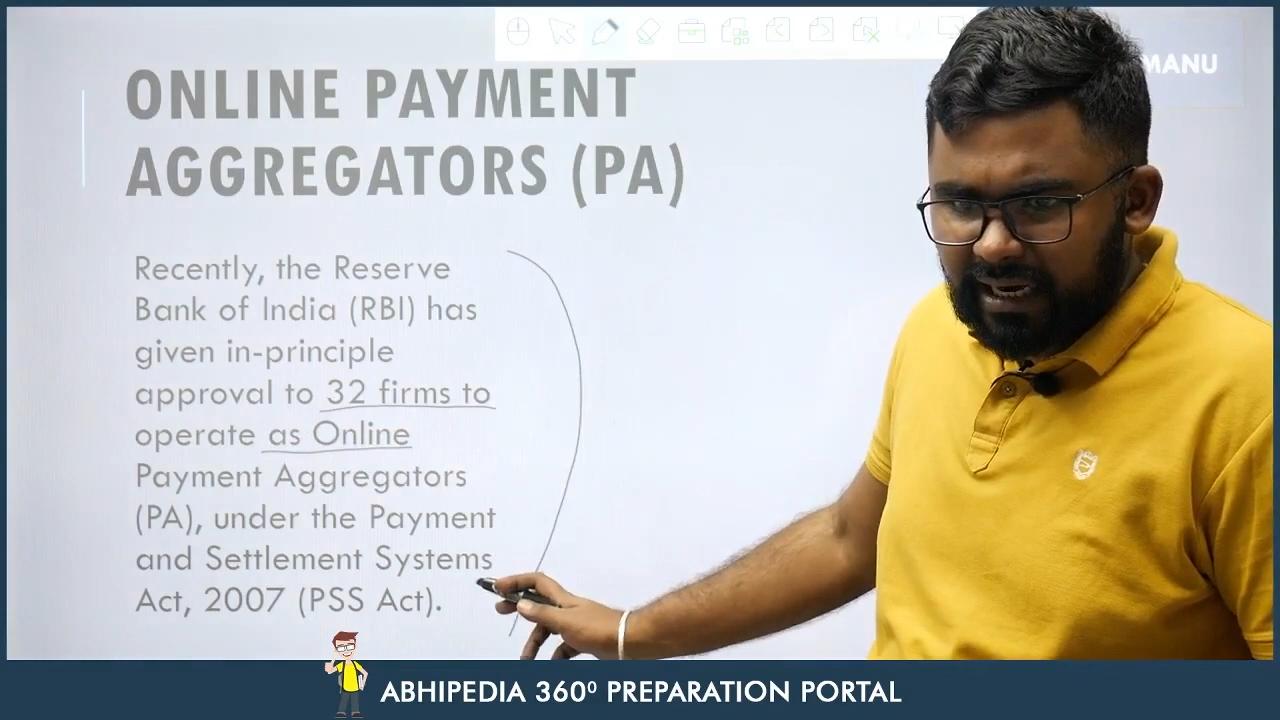 MANU
ONLINE PAYMENT
AGGREGATORS (PA)
Recently, the Reserve
Bank of India (RBI) has
given in-principle
approval to 32 firms to
operate as Online
Payment Aggregators
(PA), under the Payment
and Settlement Systems
Act, 2007 (PSS Act).
ABHIPEDIA 360⁰ PREPARATION PORTAL